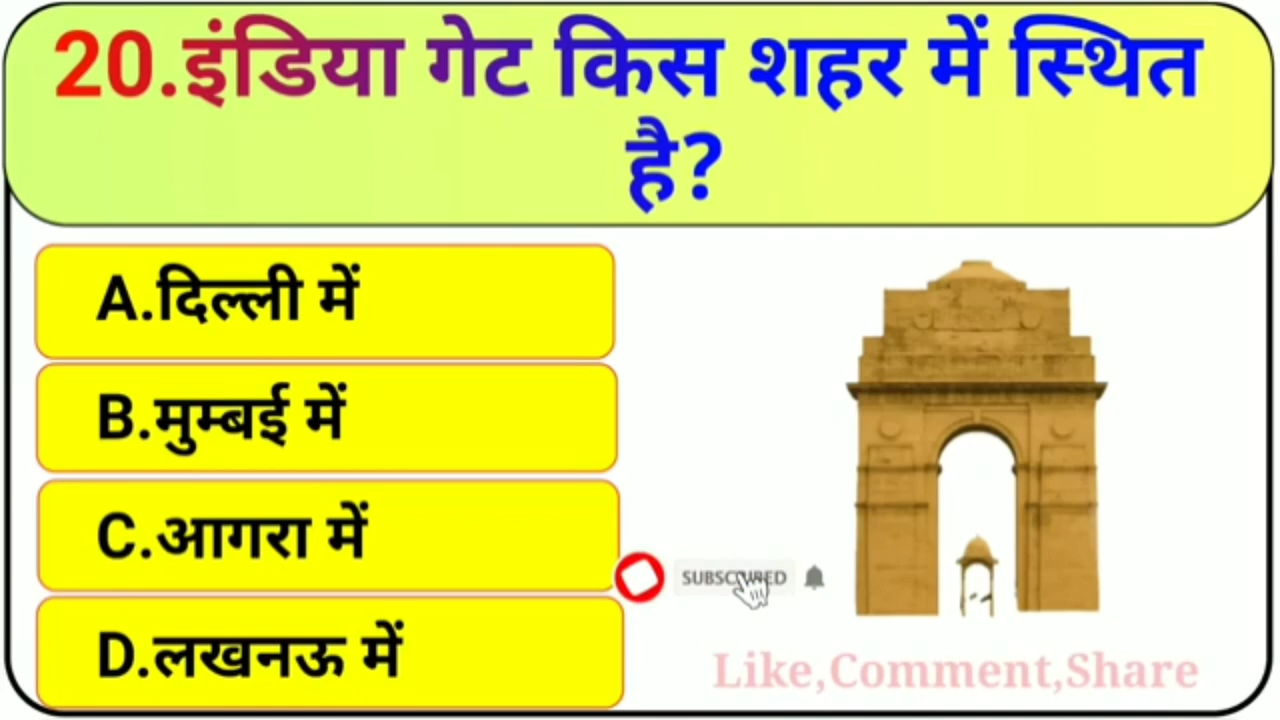 20.इंडिया गेट किस शहर में स्थित
है?
A.दिल्ली में
B.मुम्बई में
C.आगरा में
D.लखनऊ में
SUBSCRIBED
Like,Comment,Share